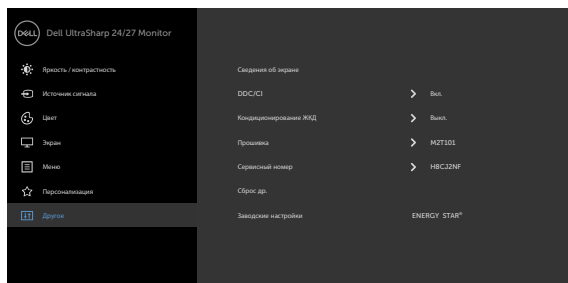 DELL Dell UltraSharp 24/27 Monitor
Яркость / контрастность
Источник сигнала
Цвет
Экран
Меню
Персонализация
Другое
Сведения об экране
DDC/CI Вкл.
Кондиционирование ЖКД Выкл.
Прошивка M2T101
Сервисный номер H8CJ2NF
Сброс др.
Заводские настройки ENERGY STAR®